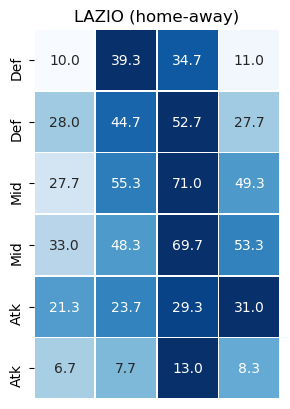 LAZIO (home-away)
Def 10.0 39.3 34.7 11.0
Def 28.0 44.7 52.7 27.7
Mid 27.7 55.3 71.0 49.3
Mid 33.0 48.3 69.7 53.3
Atk 21.3 23.7 29.3 31.0
Atk 6.7 7.7 13.0 8.3